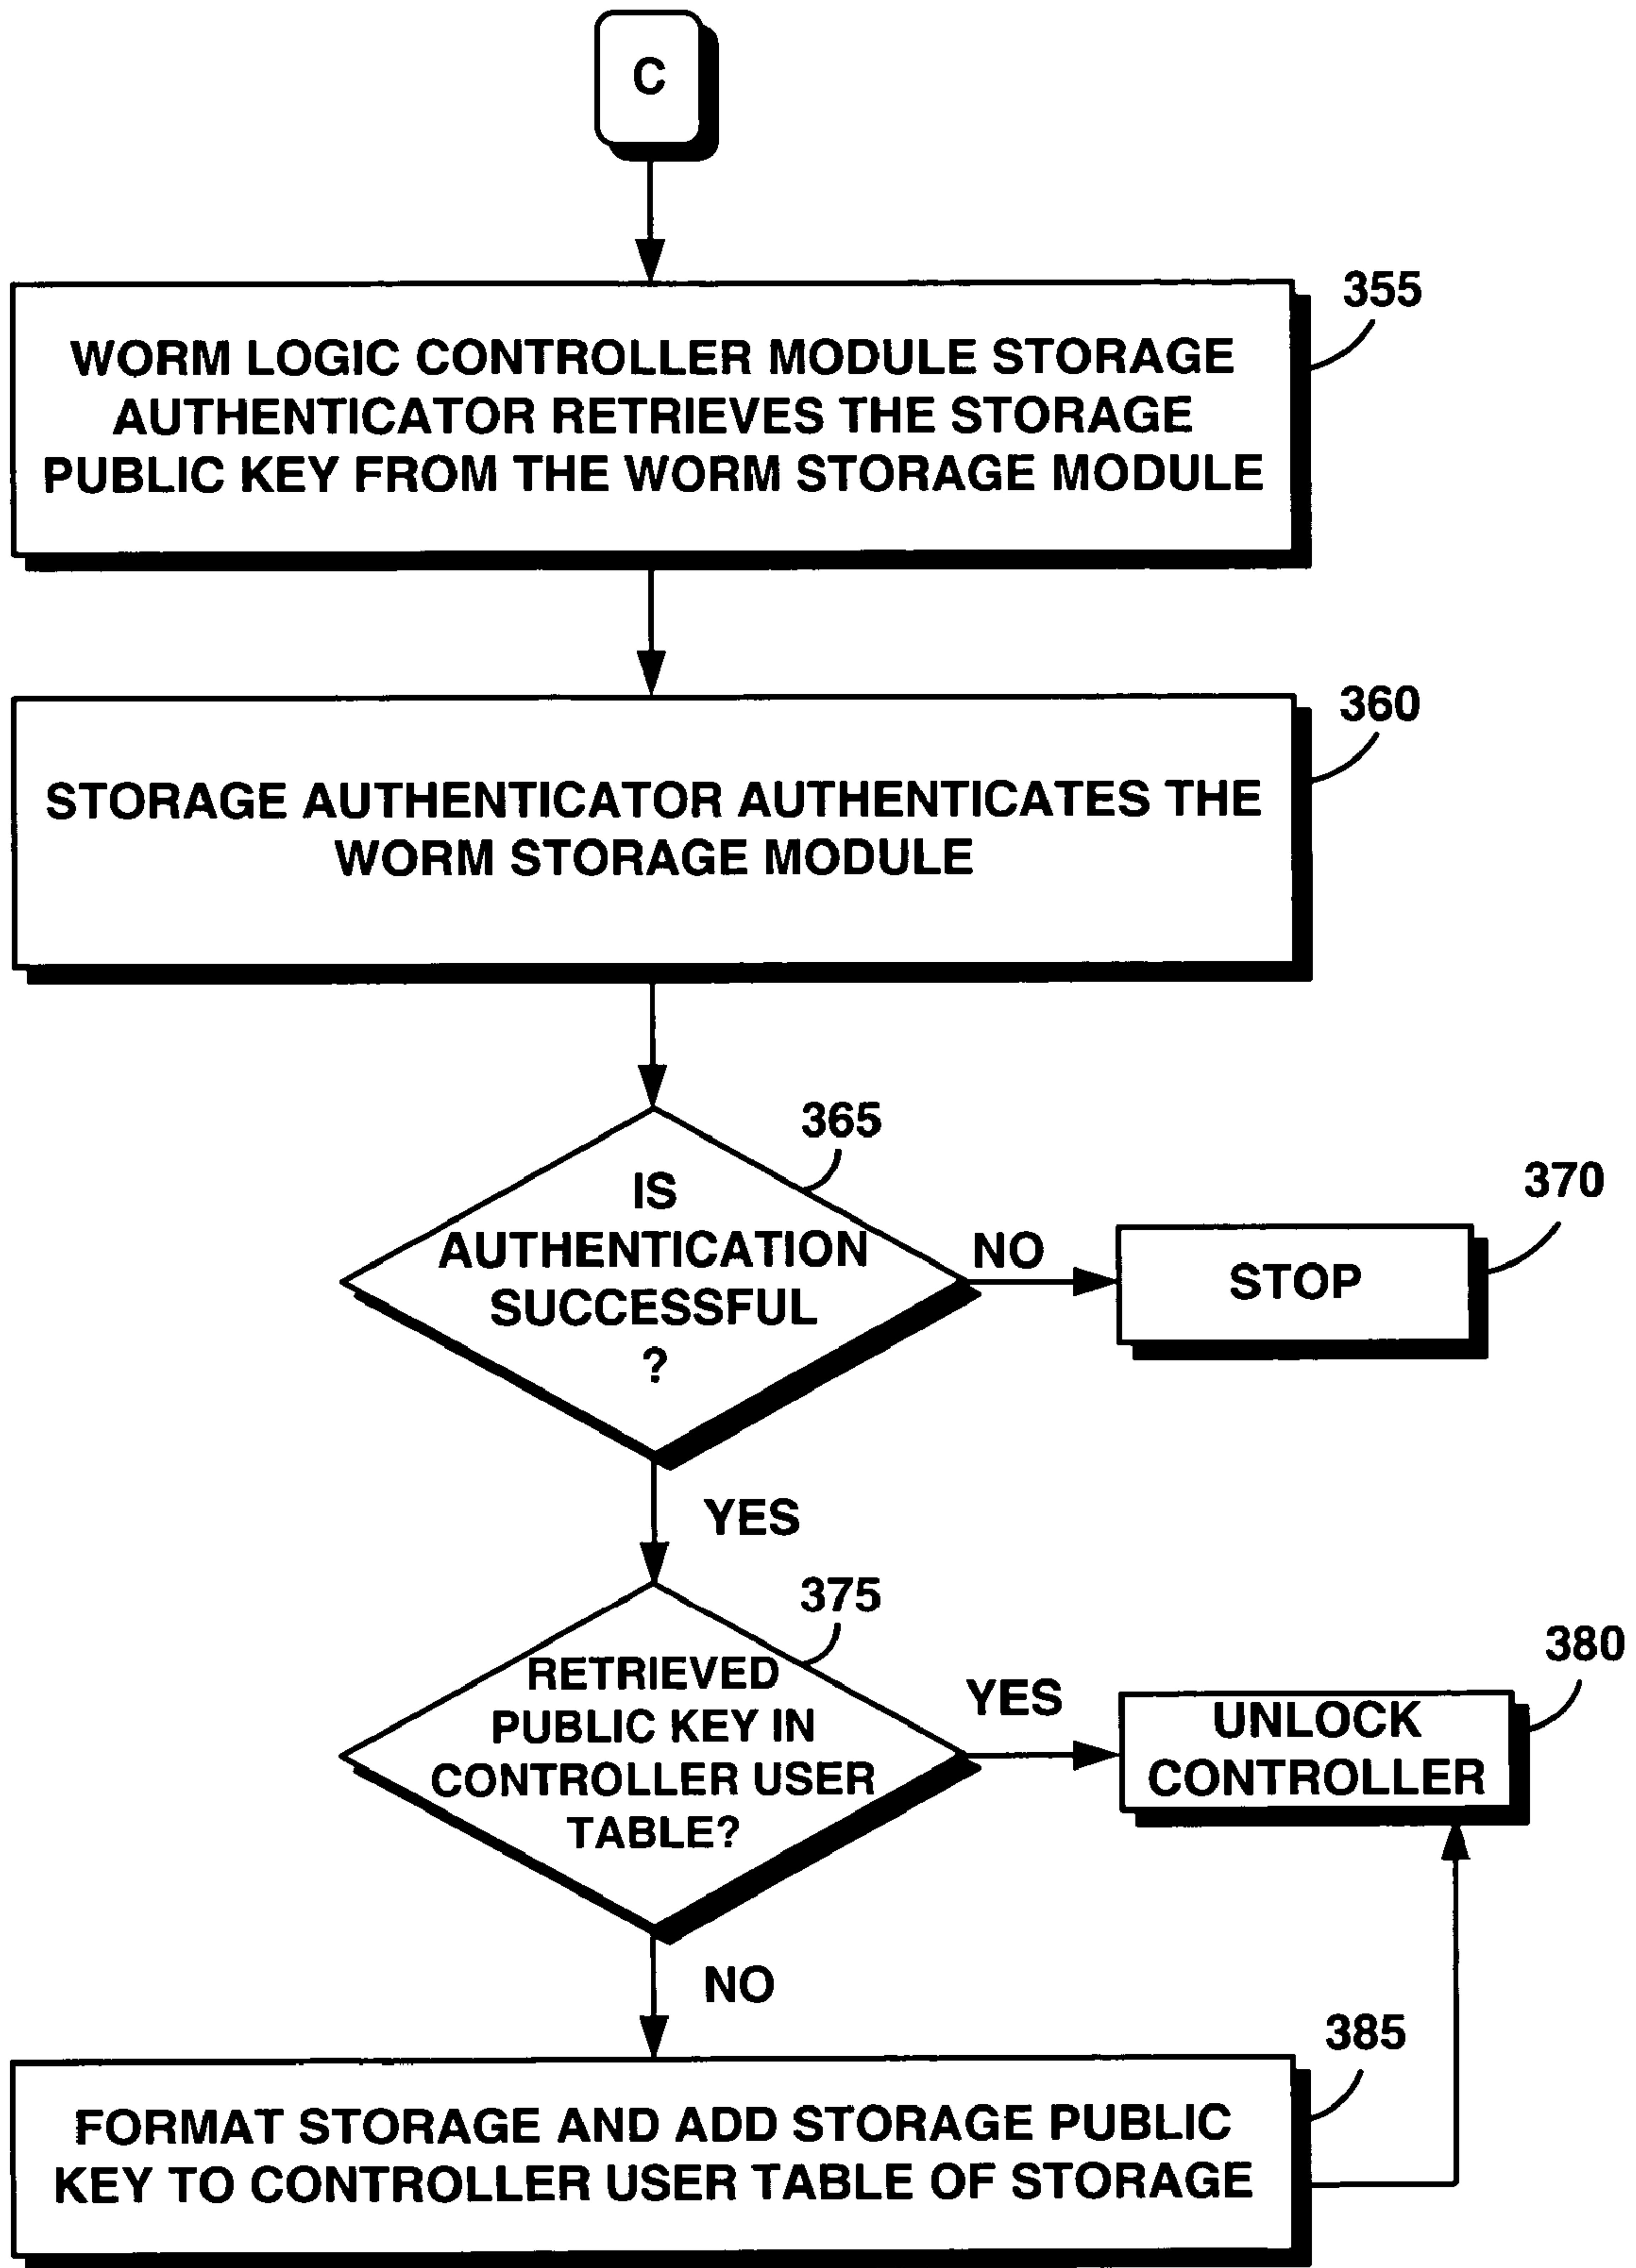 C
355
WORM LOGIC CONTROLLER MODULE STORAGE
AUTHENTICATOR RETRIEVES THE STORAGE
PUBLIC KEY FROM THE WORM STORAGE MODULE
360
STORAGE AUTHENTICATOR AUTHENTICATES THE
WORM STORAGE MODULE
365
IS
AUTHENTICATION
SUCCESSFUL
?
NO
370
STOP
YES
375
RETRIEVED
PUBLIC KEY IN
CONTROLLER USER
TABLE?
YES
380
UNLOCK
CONTROLLER
NO
385
FORMAT STORAGE AND ADD STORAGE PUBLIC
KEY TO CONTROLLER USER TABLE OF STORAGE